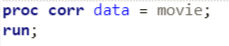 proc corr data = movie;
run;